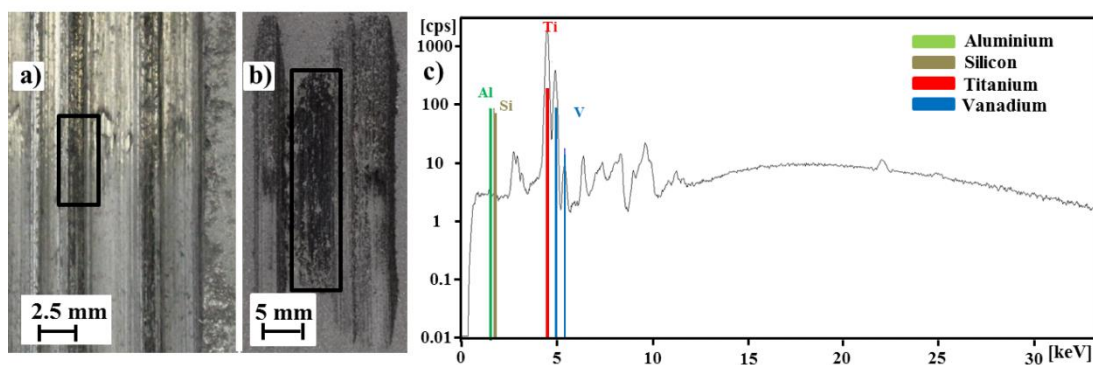 a)
2.5 mm
b)
5 mm
[cps]
c)
1000
100
10
1
0.1
0.01
Al
Si
Ti
V
Aluminium
Silicon
Titanium
Vanadium
0 5 10 15 20 25 30 [keV]